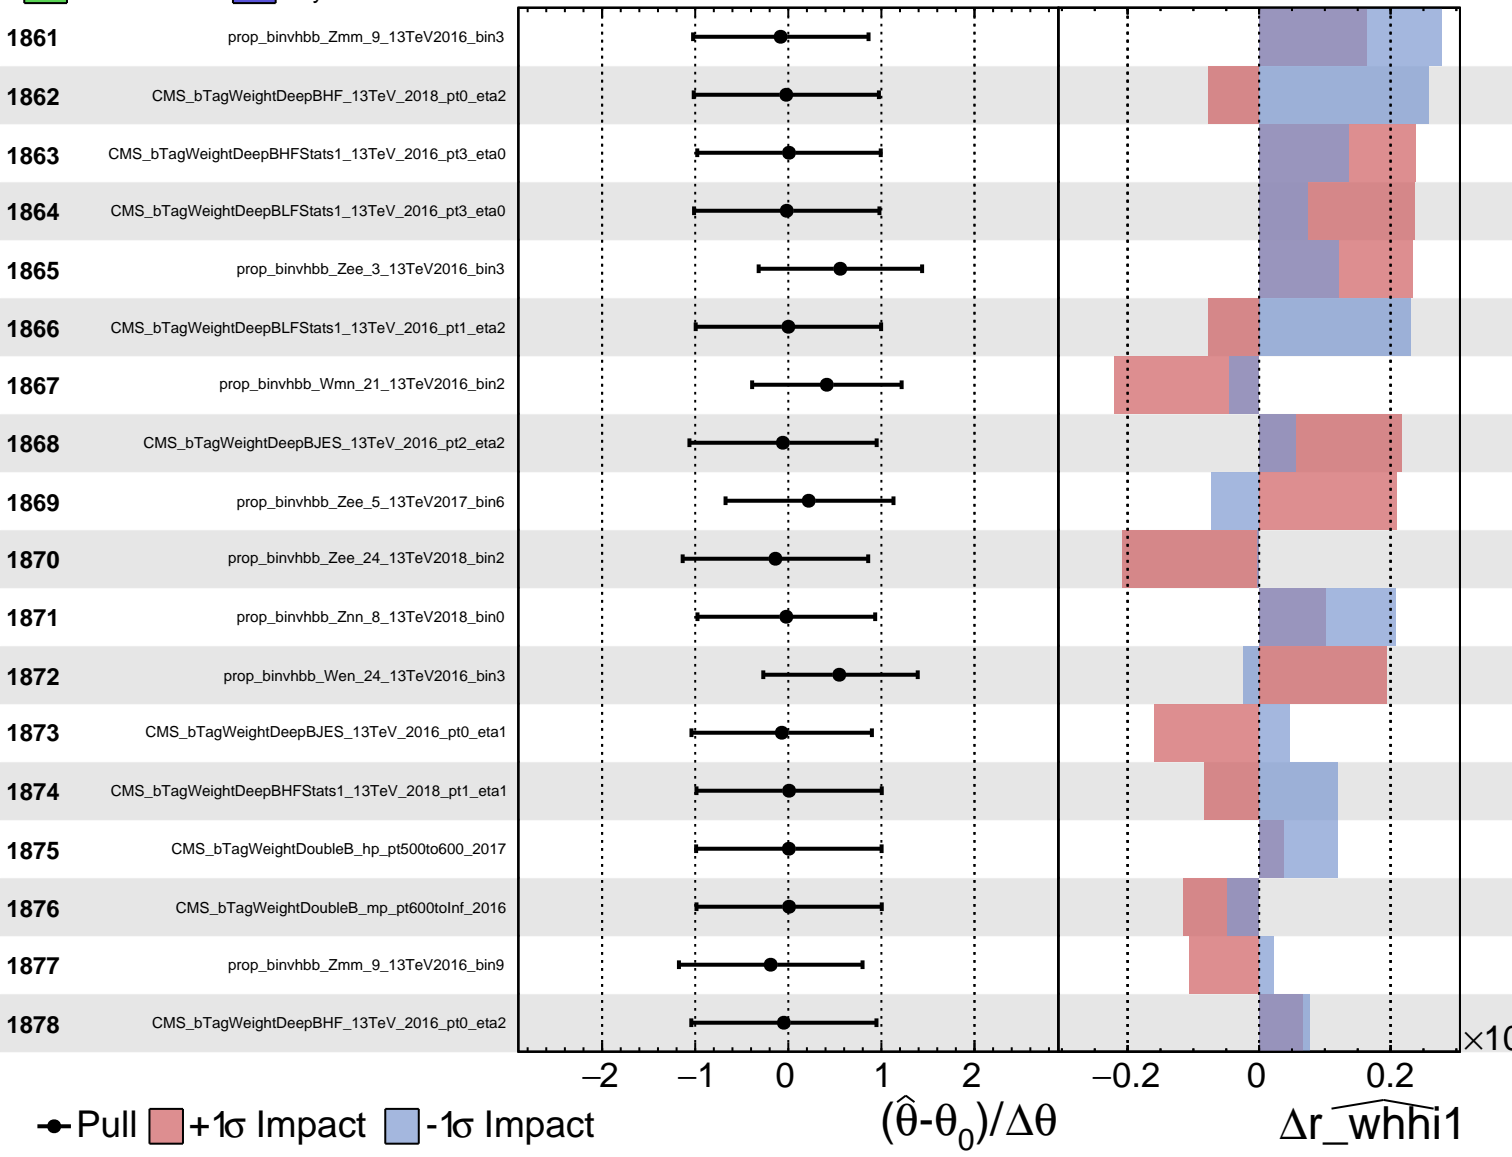 1861 prop_binvhbb_Zmm_9_13TeV2016_bin3
1862 CMS_bTagWeightDeepBHF_13TeV_2018_pt0_eta2
1863 CMS_bTagWeightDeepBHFStats1_13TeV_2016_pt3_eta0
1864 CMS_bTagWeightDeepBLFStats1_13TeV_2016_pt3_eta0
1865 prop_binvhbb_Zee_3_13TeV2016_bin3
1866 CMS_bTagWeightDeepBLFStats1_13TeV_2016_pt1_eta2
1867 prop_binvhbb_Wmn_21_13TeV2016_bin2
1868 CMS_bTagWeightDeepBJES_13TeV_2016_pt2_eta2
1869 prop_binvhbb_Zee_5_13TeV2017_bin6
1870 prop_binvhbb_Zee_24_13TeV2018_bin2
1871 prop_binvhbb_Znn_8_13TeV2018_bin0
1872 prop_binvhbb_Wen_24_13TeV2016_bin3
1873 CMS_bTagWeightDeepBJES_13TeV_2016_pt0_eta1
1874 CMS_bTagWeightDeepBHFStats1_13TeV_2018_pt1_eta1
1875 CMS_bTagWeightDoubleB_hp_pt500to600_2017
1876 CMS_bTagWeightDoubleB_mp_pt600toInf_2016
1877 prop_binvhbb_Zmm_9_13TeV2016_bin9
1878 CMS_bTagWeightDeepBHF_13TeV_2016_pt0_eta2
×10
−2 −1 0 1 2 −0.2 0 0.2
Pull +1σ Impact -1σ Impact (θ̂-θ₀)/Δθ Δr_whhi1